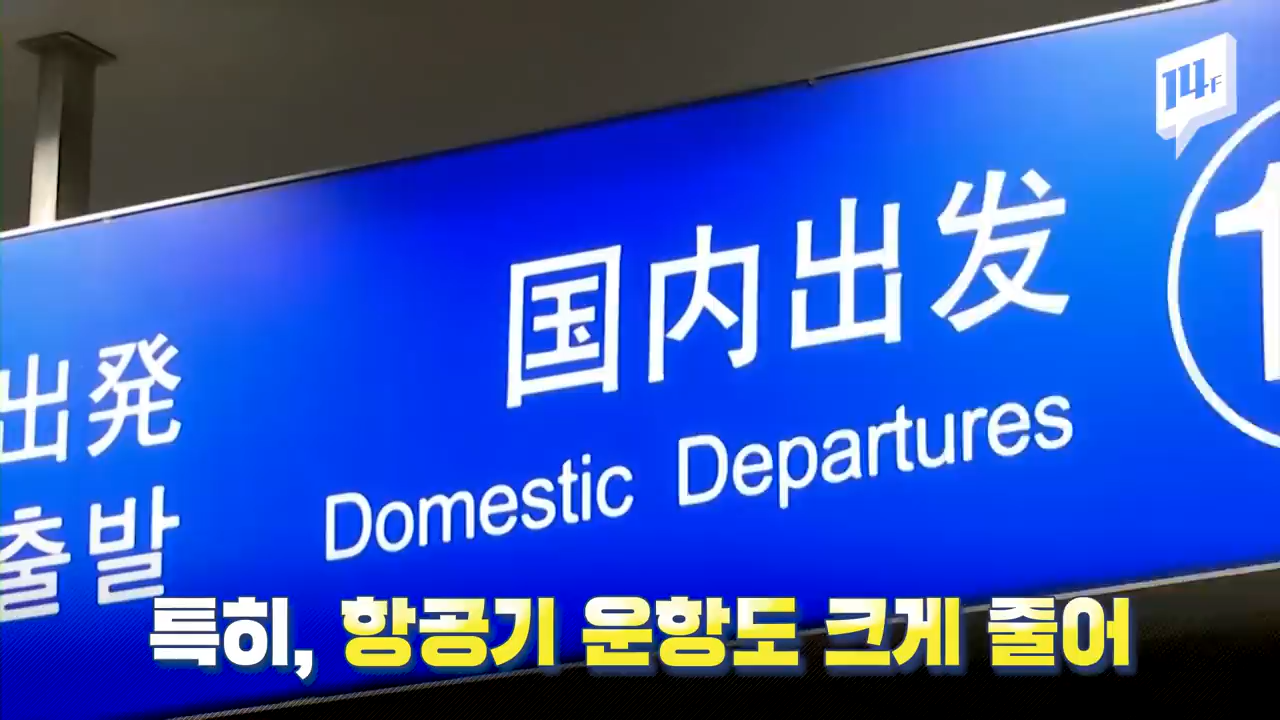 14F
国内出发
Domestic Departures
出発
출발
특히, 항공기 운항도 크게 줄어